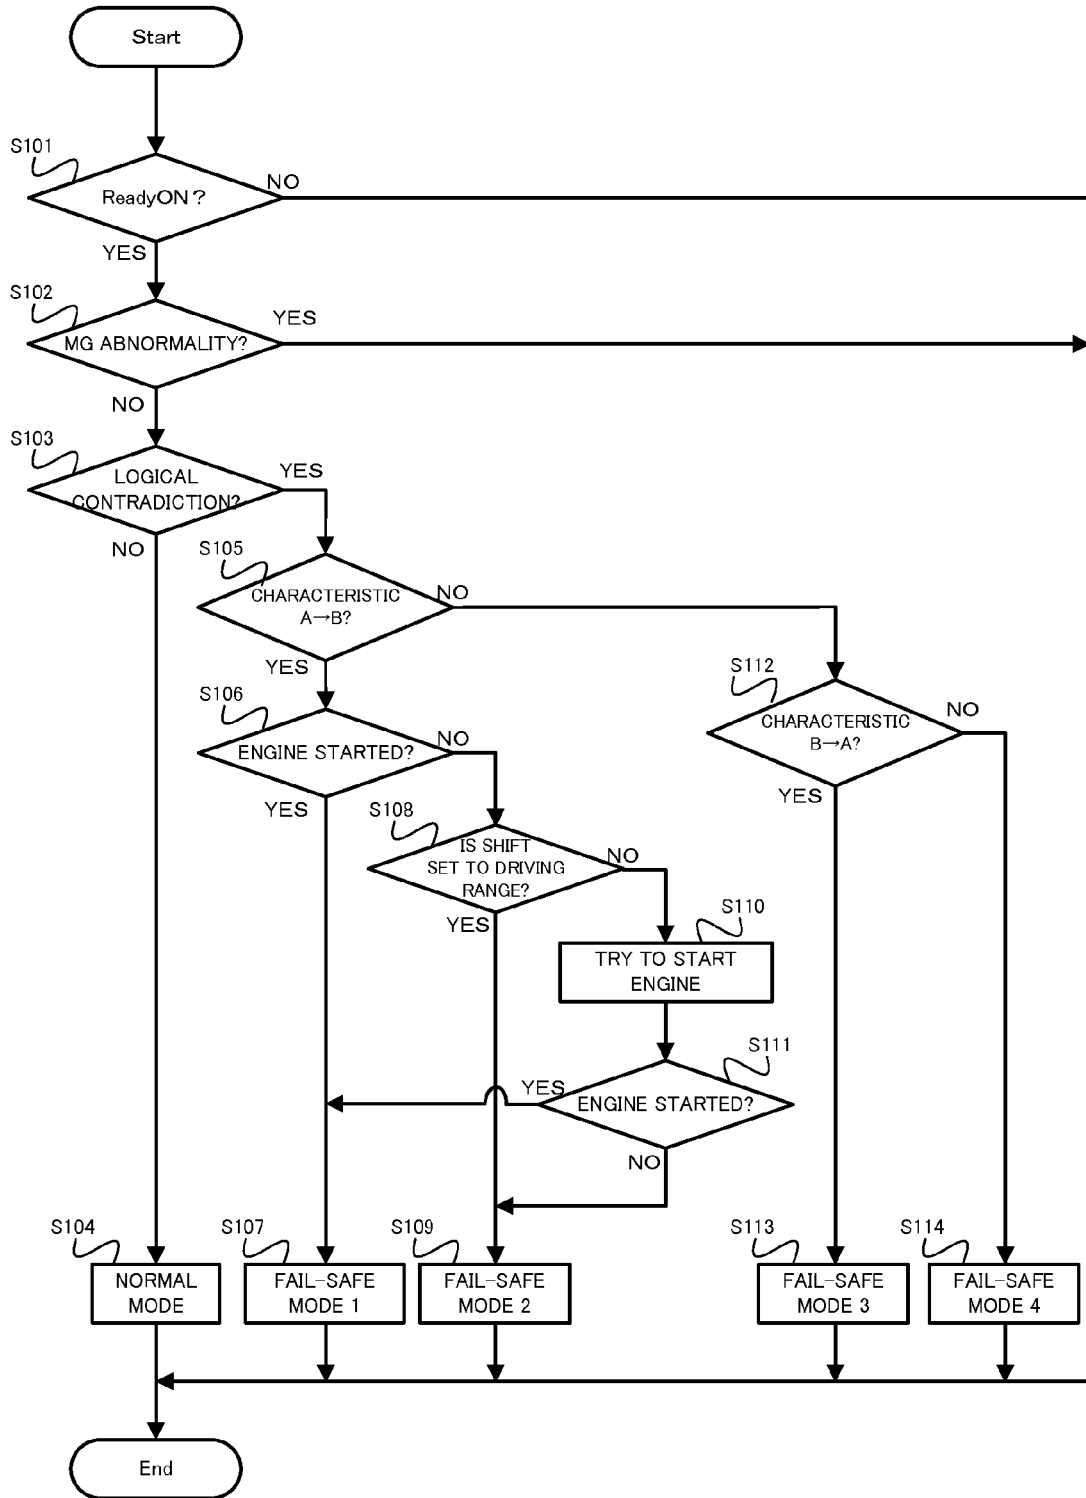 Start
S101
ReadyON?
NO
YES
S102
MG ABNORMALITY?
YES
NO
S103
LOGICAL
CONTRADICTION?
YES
NO
S105
CHARACTERISTIC
A→B?
NO
YES
S112
CHARACTERISTIC
B→A?
NO
YES
S106
ENGINE STARTED?
NO
YES
S108
IS SHIFT
SET TO DRIVING
RANGE?
NO
YES
S110
TRY TO START
ENGINE
S111
ENGINE STARTED?
YES
NO
S104
NORMAL
MODE
S107
FAIL-SAFE
MODE 1
S109
FAIL-SAFE
MODE 2
S113
FAIL-SAFE
MODE 3
S114
FAIL-SAFE
MODE 4
End